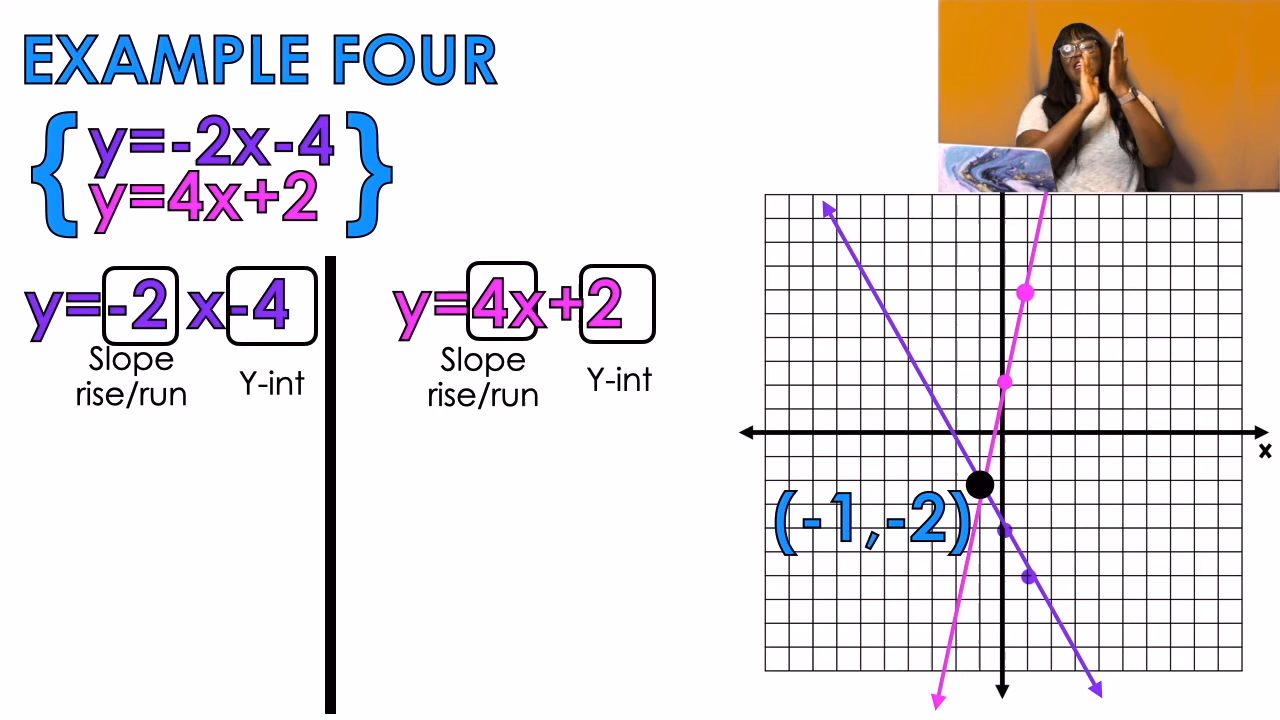 EXAMPLE FOUR
{ y=-2x-4
y=4x+2 }
y=-2x-4
Slope
rise/run
Y-int
y=4x+2
Slope
rise/run
Y-int
x
(-1,-2)